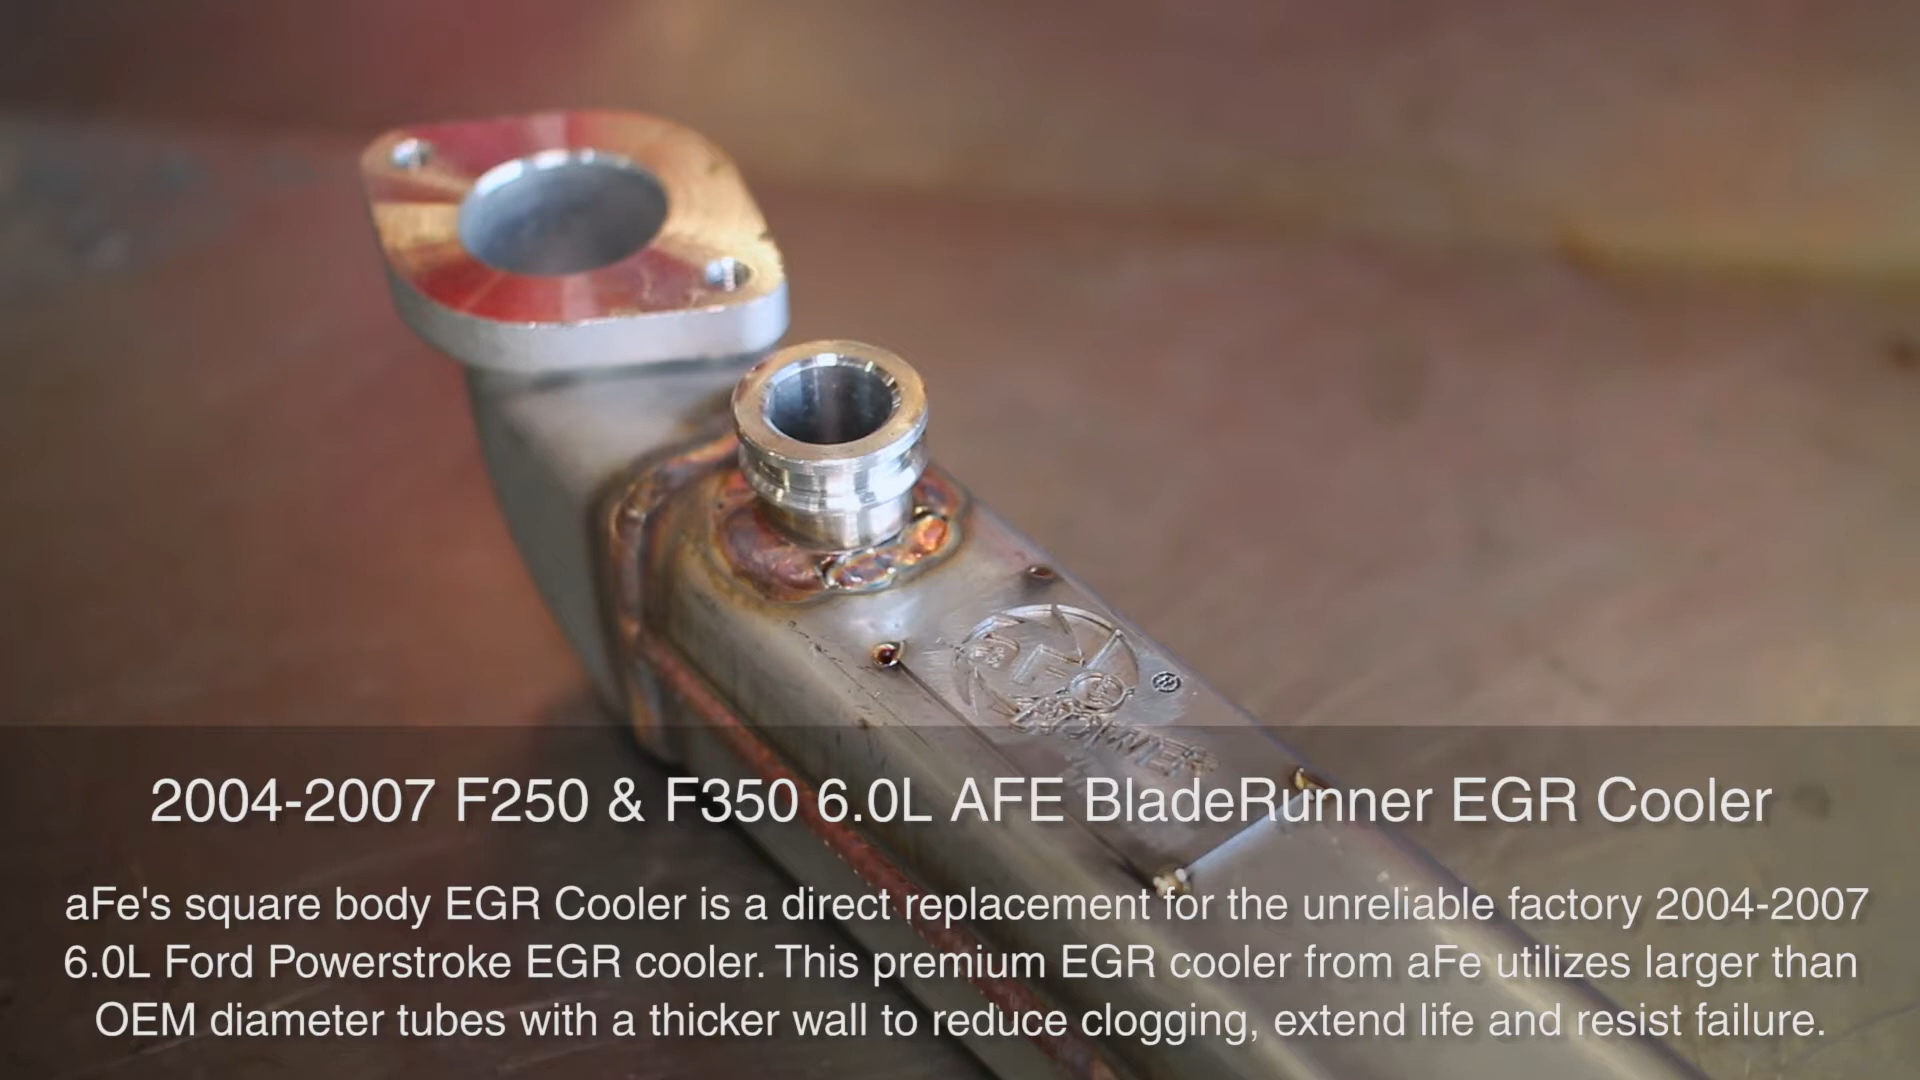 aFe
POWER
2004-2007 F250 & F350 6.0L AFE BladeRunner EGR Cooler
aFe's square body EGR Cooler is a direct replacement for the unreliable factory 2004-2007
6.0L Ford Powerstroke EGR cooler. This premium EGR cooler from aFe utilizes larger than
OEM diameter tubes with a thicker wall to reduce clogging, extend life and resist failure.